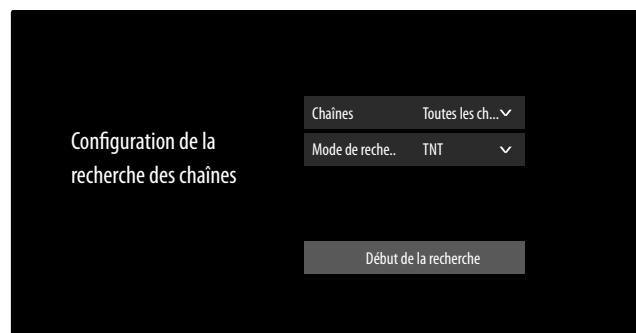 Configuration de la
recherche des chaînes
Chaînes Toutes les ch...
Mode de reche.. TNT
Début de la recherche